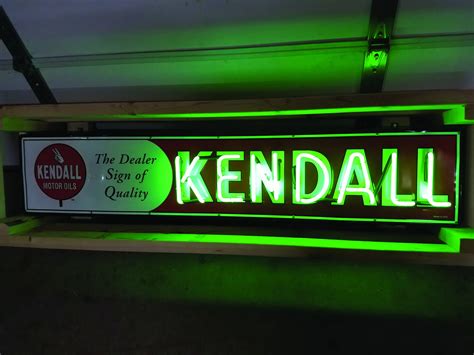 KENDALL
MOTOR OILS
The Dealer
Sign of
Quality
KENDALL